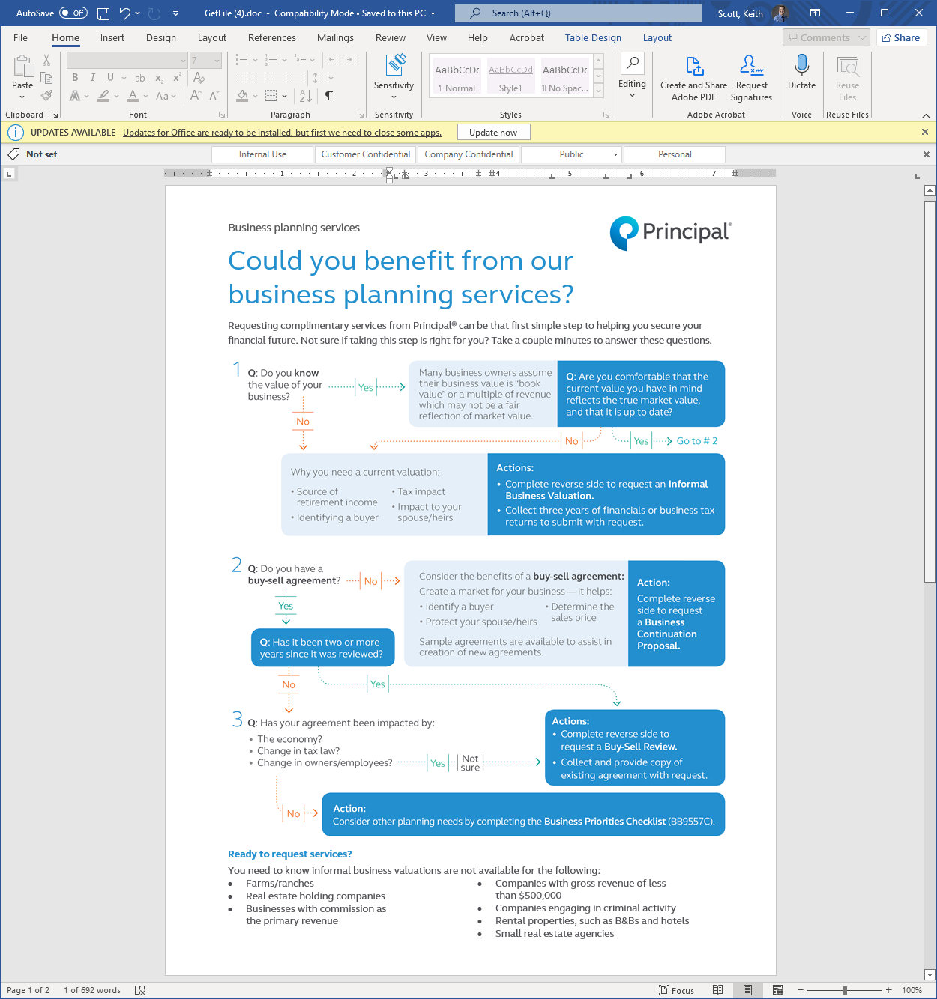 AutoSave Off GetFile (4).doc - Compatibility Mode • Saved to this PC Search (Alt+Q) Scott, Keith
File Home Insert Design Layout References Mailings Review View Help Acrobat Table Design Layout Comments Share
Paste
7
B I U ab x₂ x² A
A A Aa A A
AaBbCcDc AaBbCcDd AaBbCcDc
¶ Normal Style1 ¶ No Spac...
Sensitivity
Editing
Create and Share Adobe PDF
Request Signatures
Dictate
Reuse Files
Clipboard Font Paragraph Sensitivity Styles Adobe Acrobat Voice Reuse Files
UPDATES AVAILABLE Updates for Office are ready to be installed, but first we need to close some apps. Update now
Not set Internal Use Customer Confidential Company Confidential Public Personal
1 2 3 4 5 6 7
Business planning services
Principal®
Could you benefit from our
business planning services?
Requesting complimentary services from Principal® can be that first simple step to helping you secure your
financial future. Not sure if taking this step is right for you? Take a couple minutes to answer these questions.
1
Q: Do you know
the value of your
business?
Yes
Many business owners assume
their business value is “book
value” or a multiple of revenue
which may not be a fair
reflection of market value.
Q: Are you comfortable that the
current value you have in mind
reflects the true market value,
and that it is up to date?
No
No
Yes
Go to # 2
Why you need a current valuation:
• Source of
retirement income
• Identifying a buyer
• Tax impact
• Impact to your
spouse/heirs
Actions:
• Complete reverse side to request an Informal
Business Valuation.
• Collect three years of financials or business tax
returns to submit with request.
2
Q: Do you have a
buy-sell agreement?
No
Yes
Consider the benefits of a buy-sell agreement:
Create a market for your business — it helps:
• Identify a buyer
• Protect your spouse/heirs
• Determine the
sales price
Sample agreements are available to assist in
creation of new agreements.
Action:
Complete reverse
side to request
a Business
Continuation
Proposal.
Q: Has it been two or more
years since it was reviewed?
No
Yes
3
Q: Has your agreement been impacted by:
• The economy?
• Change in tax law?
• Change in owners/employees?
Yes
Not
sure
Actions:
• Complete reverse side to
request a Buy-Sell Review.
• Collect and provide copy of
existing agreement with request.
No
Action:
Consider other planning needs by completing the Business Priorities Checklist (BB9557C).
Ready to request services?
You need to know informal business valuations are not available for the following:
• Farms/ranches
• Real estate holding companies
• Businesses with commission as
the primary revenue
• Companies with gross revenue of less
than $500,000
• Companies engaging in criminal activity
• Rental properties, such as B&Bs and hotels
• Small real estate agencies
Page 1 of 2 1 of 692 words Focus 100%